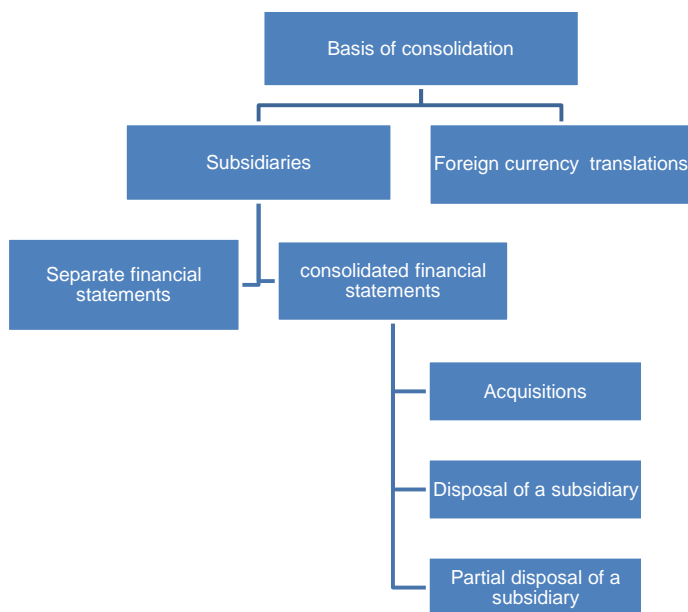 Basis of consolidation
Subsidiaries
Foreign currency translations
Separate financial
statements
consolidated financial
statements
Acquisitions
Disposal of a subsidiary
Partial disposal of a
subsidiary